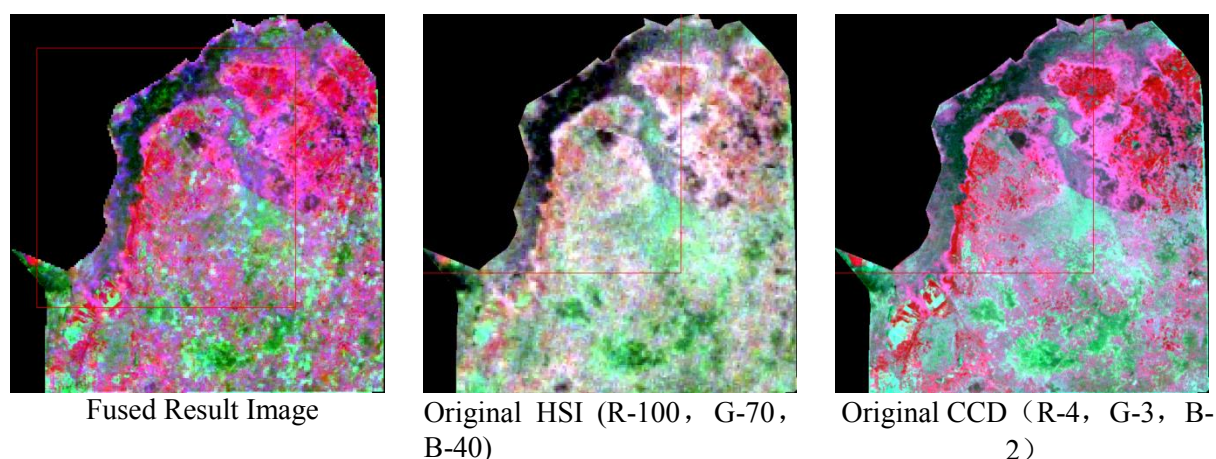 Fused Result Image
Original HSI (R-100， G-70，
B-40)
Original CCD（R-4，G-3，B-
2）